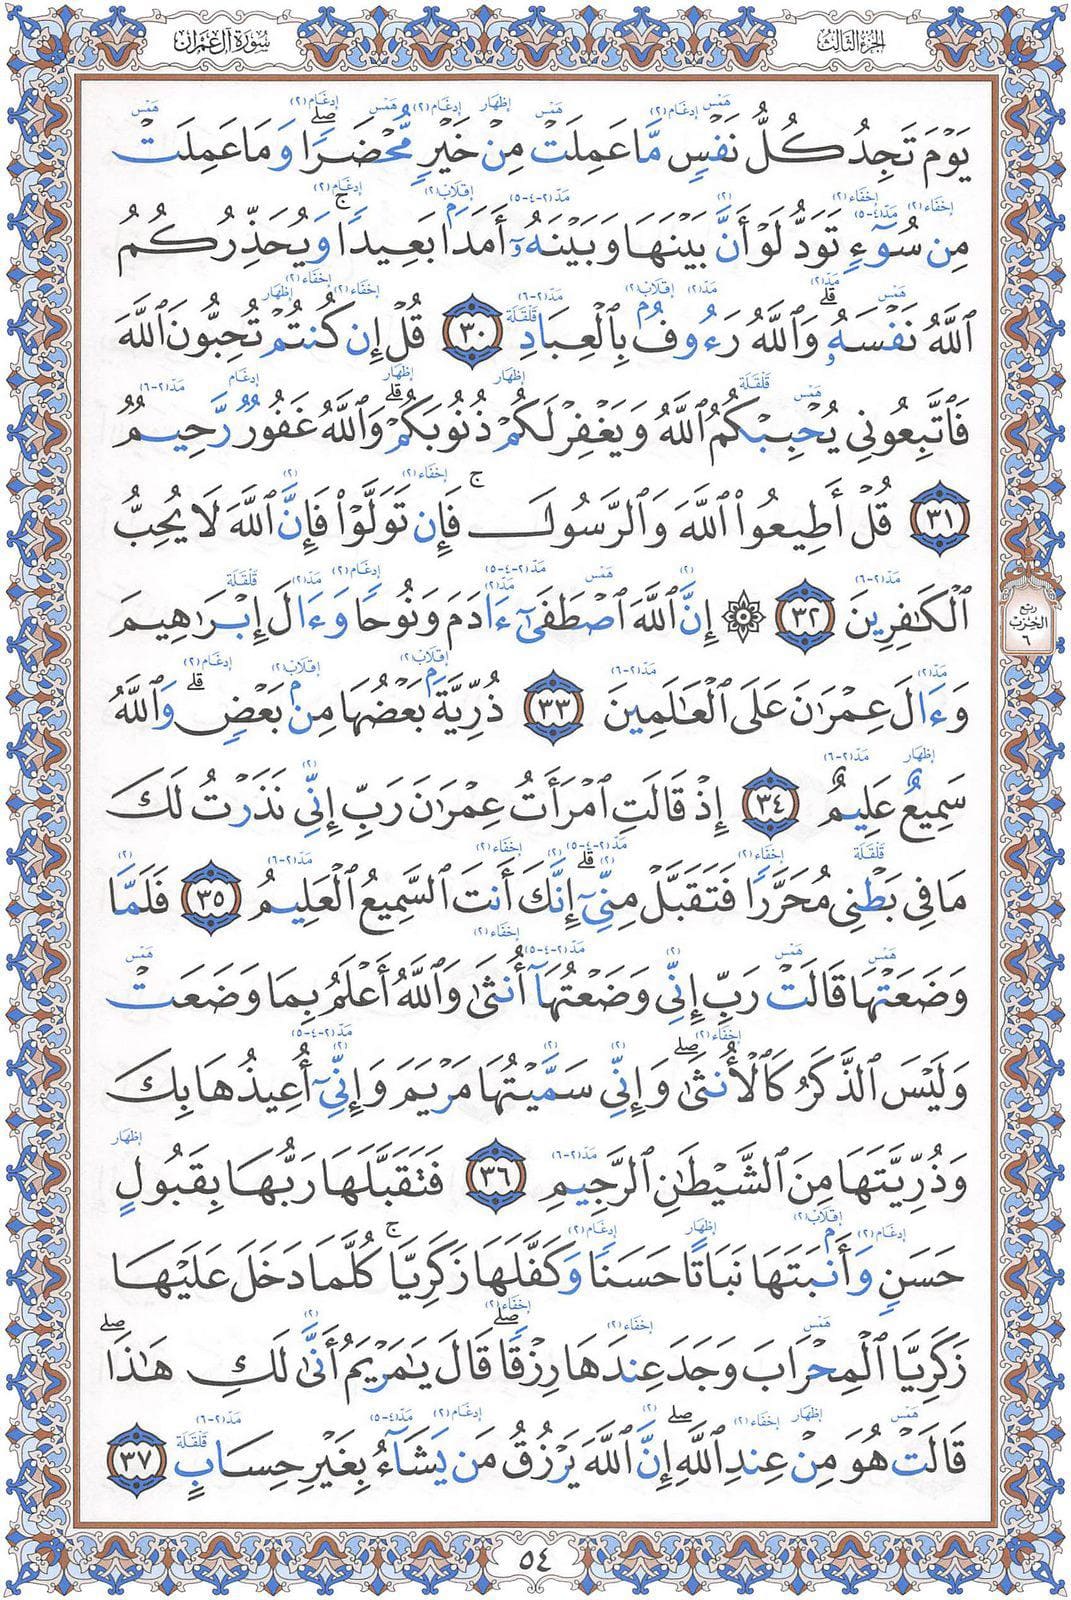 الجزء الثالث
سورة آل عمران
يَوْمَ تَجِدُ كُلُّ نَفْسٍ مَّا عَمِلَتْ مِنْ خَيْرٍ مُّحْضَرًا وَمَا عَمِلَتْ
مِن سُوٓءٍ تَوَدُّ لَوْ أَنَّ بَيْنَهَا وَبَيْنَهُۥٓ أَمَدَۢا بَعِيدًا ۗ وَيُحَذِّرُكُمُ
ٱللَّهُ نَفْسَهُۥ ۗ وَٱللَّهُ رَءُوفُۢ بِٱلْعِبَادِ ٣٠ قُلْ إِن كُنتُمْ تُحِبُّونَ ٱللَّهَ
فَٱتَّبِعُونِى يُحْبِبْكُمُ ٱللَّهُ وَيَغْفِرْ لَكُمْ ذُنُوبَكُمْ ۗ وَٱللَّهُ غَفُورٌ رَّحِيمٌ
٣١ قُلْ أَطِيعُوا۟ ٱللَّهَ وَٱلرَّسُولَ ۖ فَإِن تَوَلَّوْا۟ فَإِنَّ ٱللَّهَ لَا يُحِبُّ
ٱلْكَـٰفِرِينَ ٣٢ ۞ إِنَّ ٱللَّهَ ٱصْطَفَىٰٓ ءَادَمَ وَنُوحًا وَءَالَ إِبْرَٰهِيمَ
وَءَالَ عِمْرَٰنَ عَلَى ٱلْعَـٰلَمِينَ ٣٣ ذُرِّيَّةَۢ بَعْضُهَا مِنۢ بَعْضٍ ۗ وَٱللَّهُ
سَمِيعٌ عَلِيمٌ ٣٤ إِذْ قَالَتِ ٱمْرَأَتُ عِمْرَٰنَ رَبِّ إِنِّى نَذَرْتُ لَكَ
مَا فِى بَطْنِى مُحَرَّرًا فَتَقَبَّلْ مِنِّىٓ ۖ إِنَّكَ أَنتَ ٱلسَّمِيعُ ٱلْعَلِيمُ ٣٥ فَلَمَّا
وَضَعَتْهَا قَالَتْ رَبِّ إِنِّى وَضَعْتُهَآ أُنثَىٰ وَٱللَّهُ أَعْلَمُ بِمَا وَضَعَتْ
وَلَيْسَ ٱلذَّكَرُ كَٱلْأُنثَىٰ ۖ وَإِنِّى سَمَّيْتُهَا مَرْيَمَ وَإِنِّىٓ أُعِيذُهَا بِكَ
وَذُرِّيَّتَهَا مِنَ ٱلشَّيْطَـٰنِ ٱلرَّجِيمِ ٣٦ فَتَقَبَّلَهَا رَبُّهَا بِقَبُولٍ
حَسَنٍ وَأَنۢبَتَهَا نَبَاتًا حَسَنًا وَكَفَّلَهَا زَكَرِيَّا ۖ كُلَّمَا دَخَلَ عَلَيْهَا
زَكَرِيَّا ٱلْمِحْرَابَ وَجَدَ عِندَهَا رِزْقًا ۖ قَالَ يَـٰمَرْيَمُ أَنَّىٰ لَكِ هَـٰذَا ۖ
قَالَتْ هُوَ مِنْ عِندِ ٱللَّهِ ۖ إِنَّ ٱللَّهَ يَرْزُقُ مَن يَشَآءُ بِغَيْرِ حِسَابٍ ٣٧
ربع
الحزب
٦
٥٤